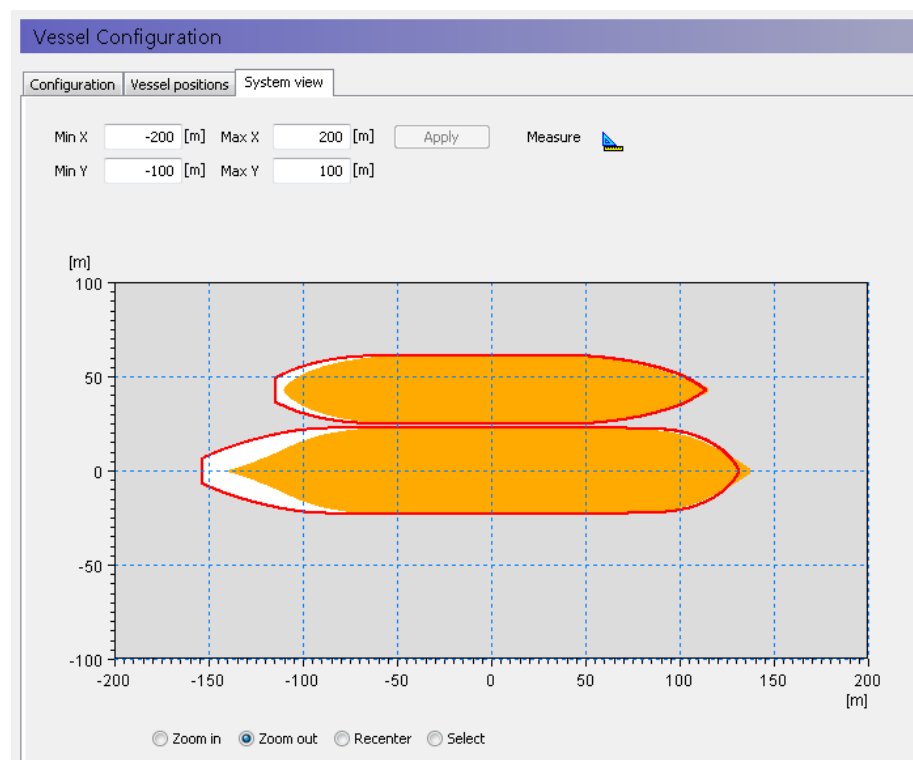 Vessel Configuration
Configuration Vessel positions System view
Min X -200 [m] Max X 200 [m] Apply Measure
Min Y -100 [m] Max Y 100 [m]
[m]
100
50
0
-50
-100
-200 -150 -100 -50 0 50 100 150 200
[m]
Zoom in Zoom out Recenter Select